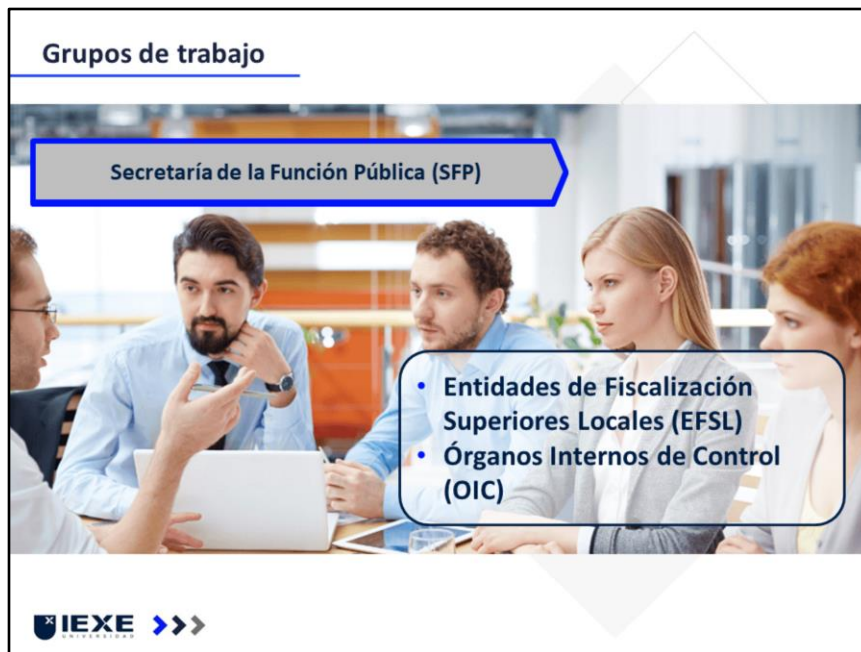 Grupos de trabajo
Secretaría de la Función Pública (SFP)
• Entidades de Fiscalización
Superiores Locales (EFSL)
• Órganos Internos de Control
(OIC)
IEXE
UNIVERSIDAD